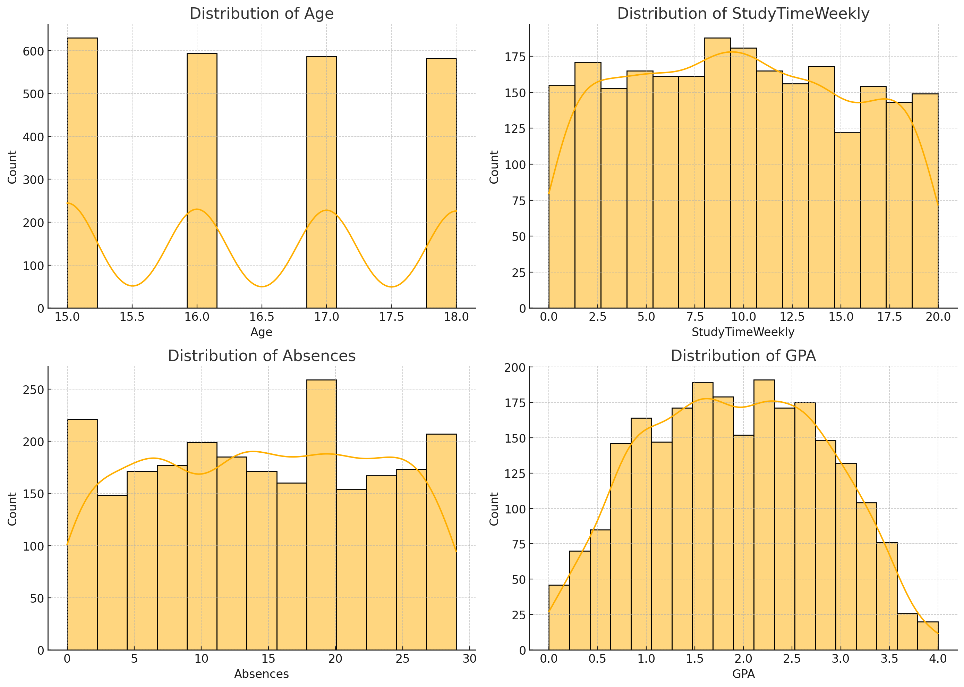 Distribution of Age
600
500
400
300
200
100
0
Count
15.0 15.5 16.0 16.5 17.0 17.5 18.0
Age
Distribution of StudyTimeWeekly
175
150
125
100
75
50
25
0
Count
0.0 2.5 5.0 7.5 10.0 12.5 15.0 17.5 20.0
StudyTimeWeekly
Distribution of Absences
250
200
150
100
50
0
Count
0 5 10 15 20 25 30
Absences
Distribution of GPA
200
175
150
125
100
75
50
25
0
Count
0.0 0.5 1.0 1.5 2.0 2.5 3.0 3.5 4.0
GPA